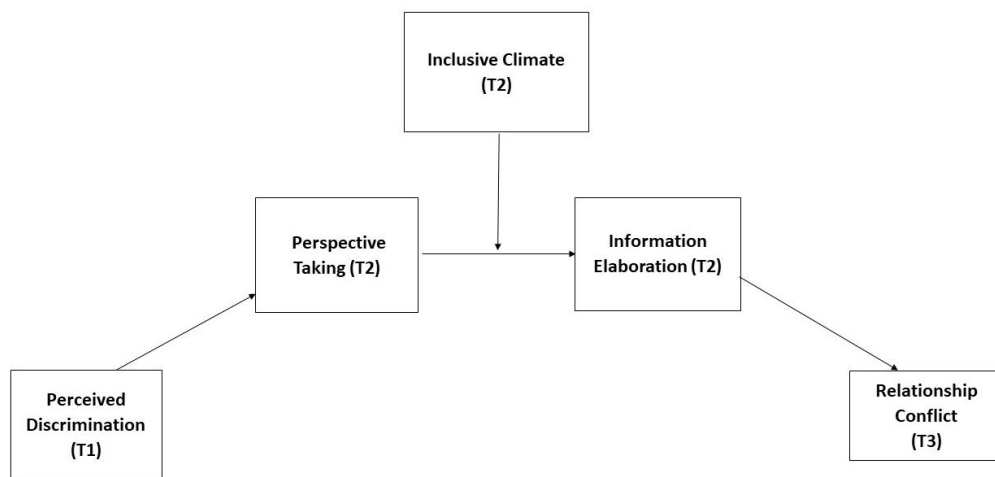 Inclusive Climate
(T2)
Perspective
Taking (T2)
Information
Elaboration (T2)
Perceived
Discrimination
(T1)
Relationship
Conflict
(T3)